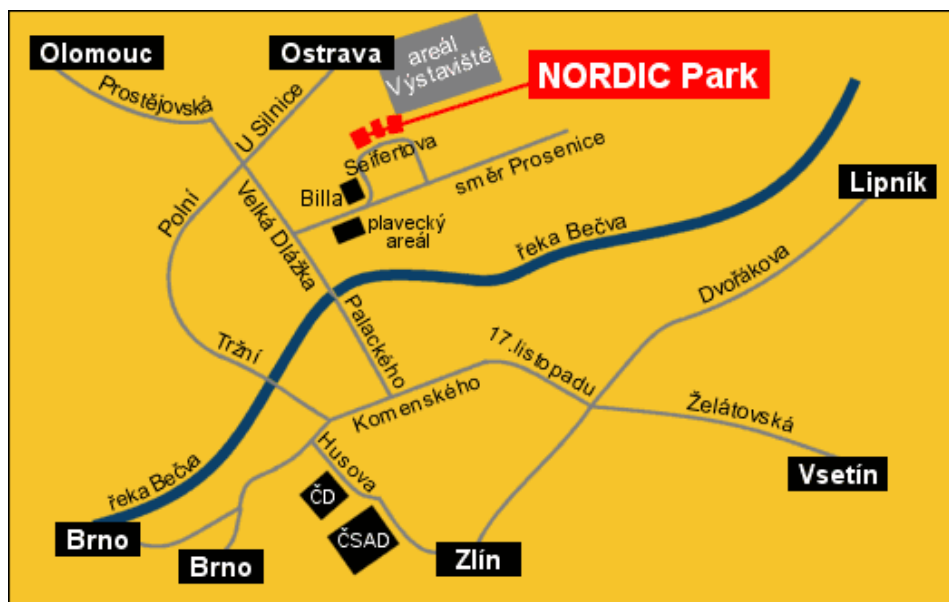 Olomouc
Ostrava
areál
Výstaviště
NORDIC Park
Prostějovská
U Silnice
Seifertova
směr Prosenice
Billa
Lipník
Polní
Velká Dlážka
plavecký
areál
řeka Bečva
Dvořákova
Palackého
Tržní
17.listopadu
Komenského
Želátovská
Husova
řeka Bečva
Vsetín
ČD
ČSAD
Brno
Brno
Zlín